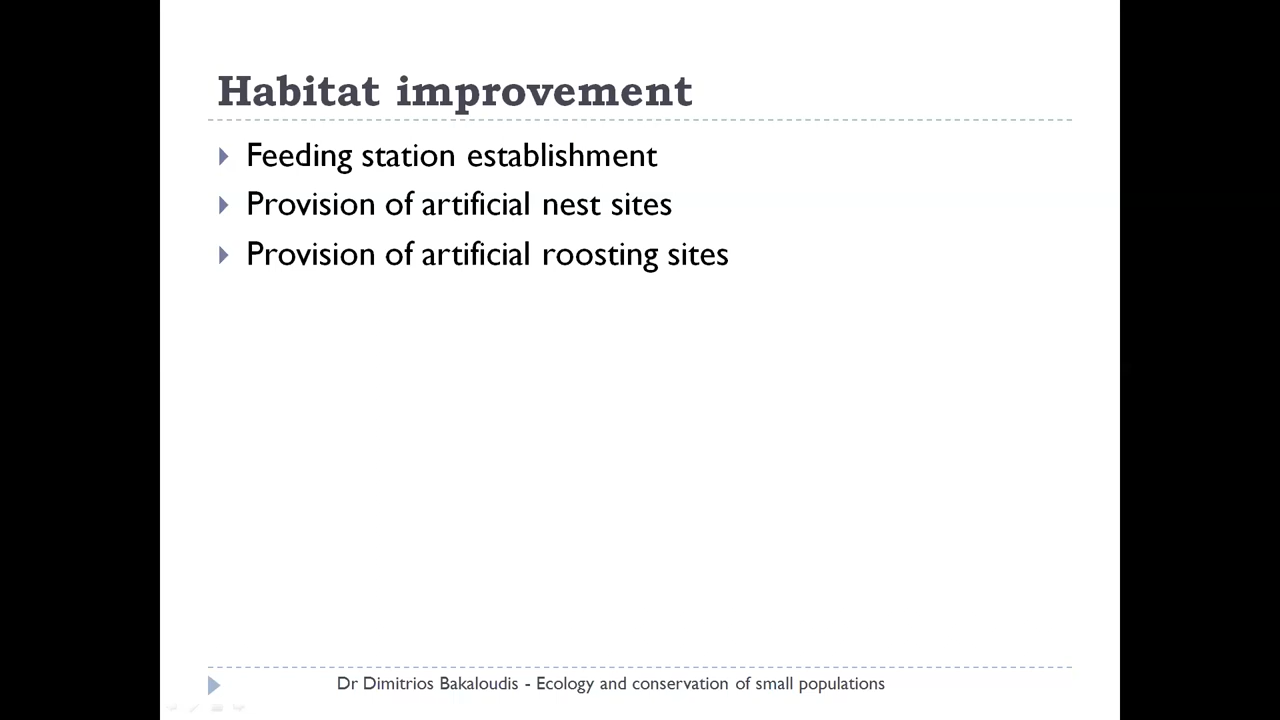 Habitat improvement
Feeding station establishment
Provision of artificial nest sites
Provision of artificial roosting sites
Dr Dimitrios Bakaloudis - Ecology and conservation of small populations